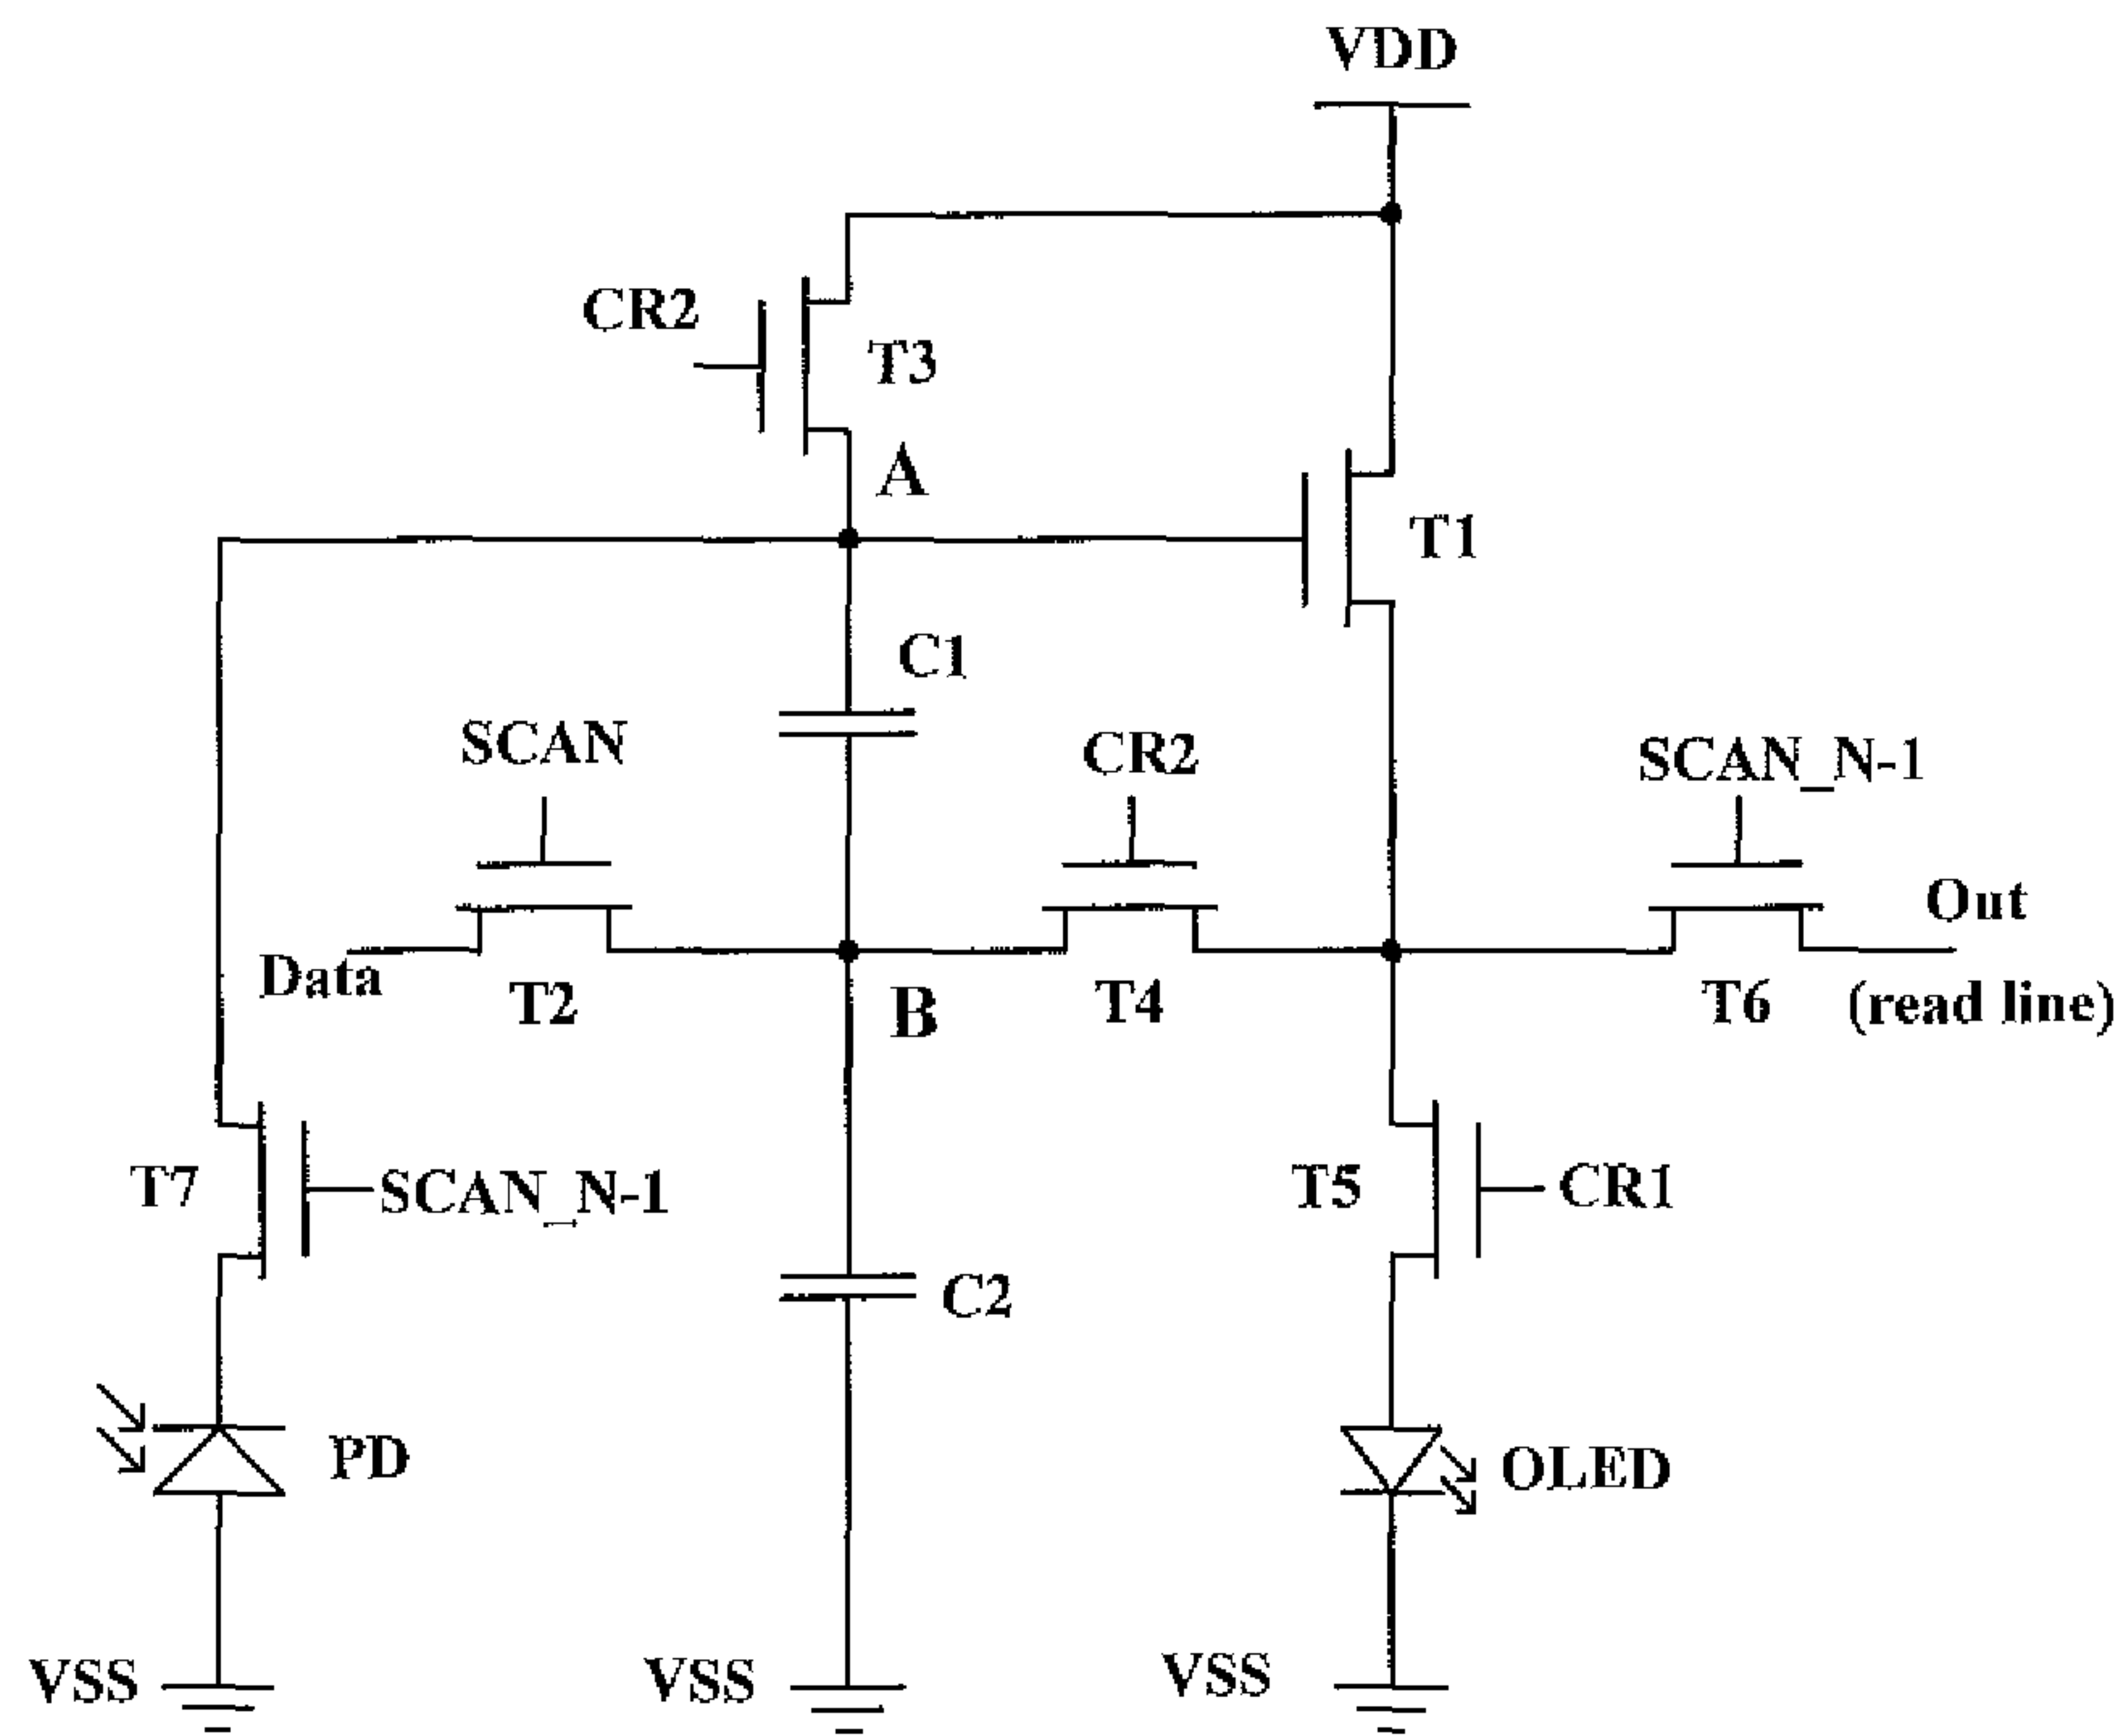 VDD
CR2
T3
A
T1
C1
SCAN
CR2
SCAN_N-1
Out
Data
T2
B
T4
T6
(read line)
T7
SCAN_N-1
T5
CR1
C2
PD
OLED
VSS
VSS
VSS